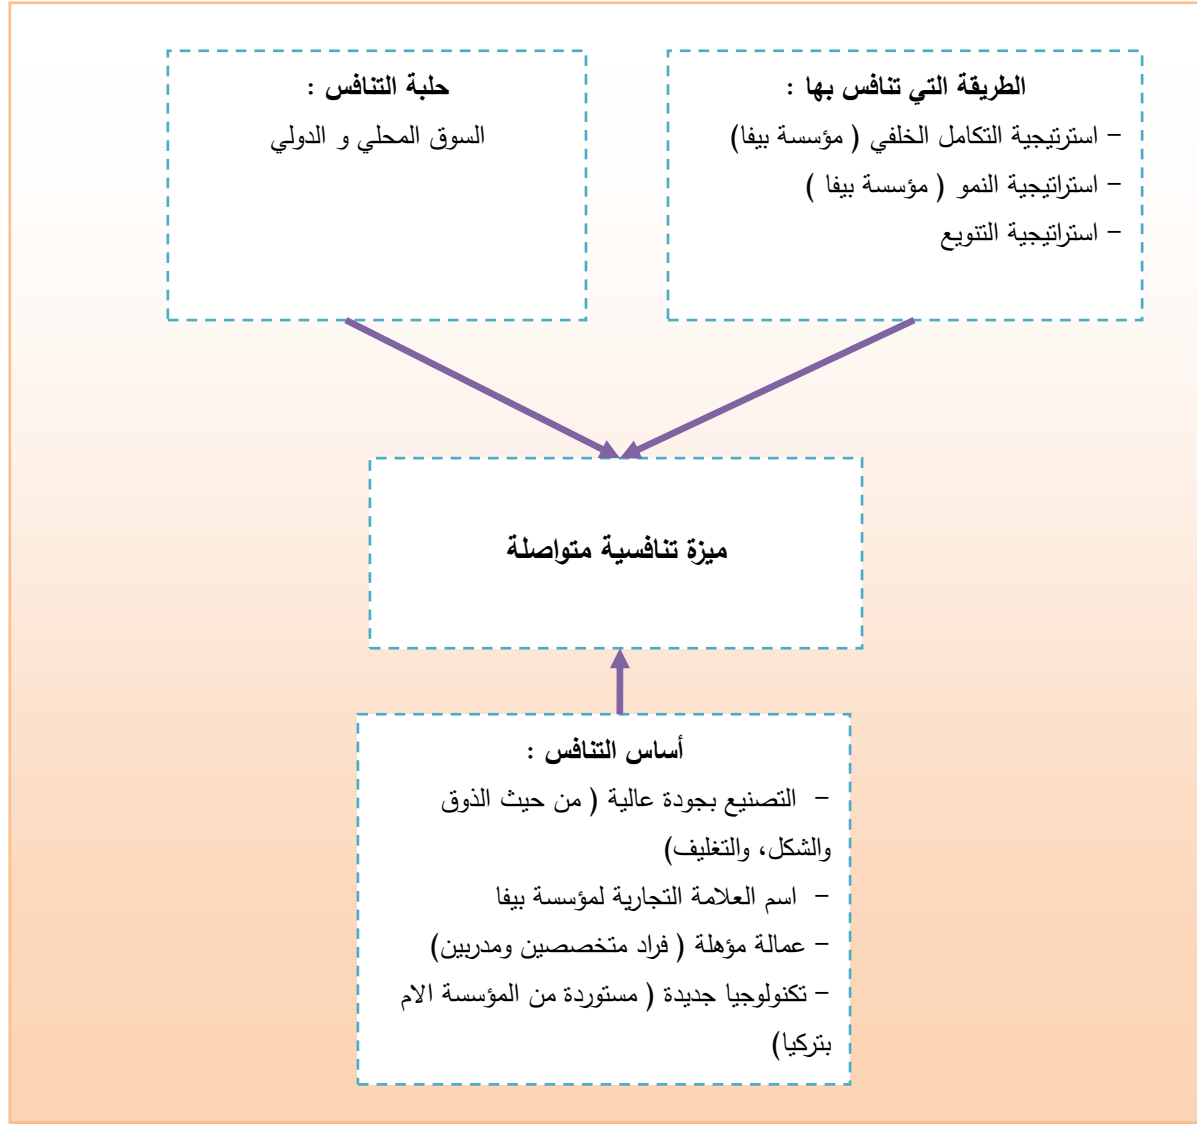 الطريقة التي تنافس بها :
- استرتيجية التكامل الخلفي ( مؤسسة بيفا)
- استراتيجية النمو ( مؤسسة بيفا )
- استراتيجية التنويع
حلبة التنافس :
السوق المحلي و الدولي
ميزة تنافسية متواصلة
أساس التنافس :
- التصنيع بجودة عالية ( من حيث الذوق
والشكل، والتغليف)
- اسم العلامة التجارية لمؤسسة بيفا
- عمالة مؤهلة ( فراد متخصصين ومدربين)
- تكنولوجيا جديدة ( مستوردة من المؤسسة الام
بتركيا)